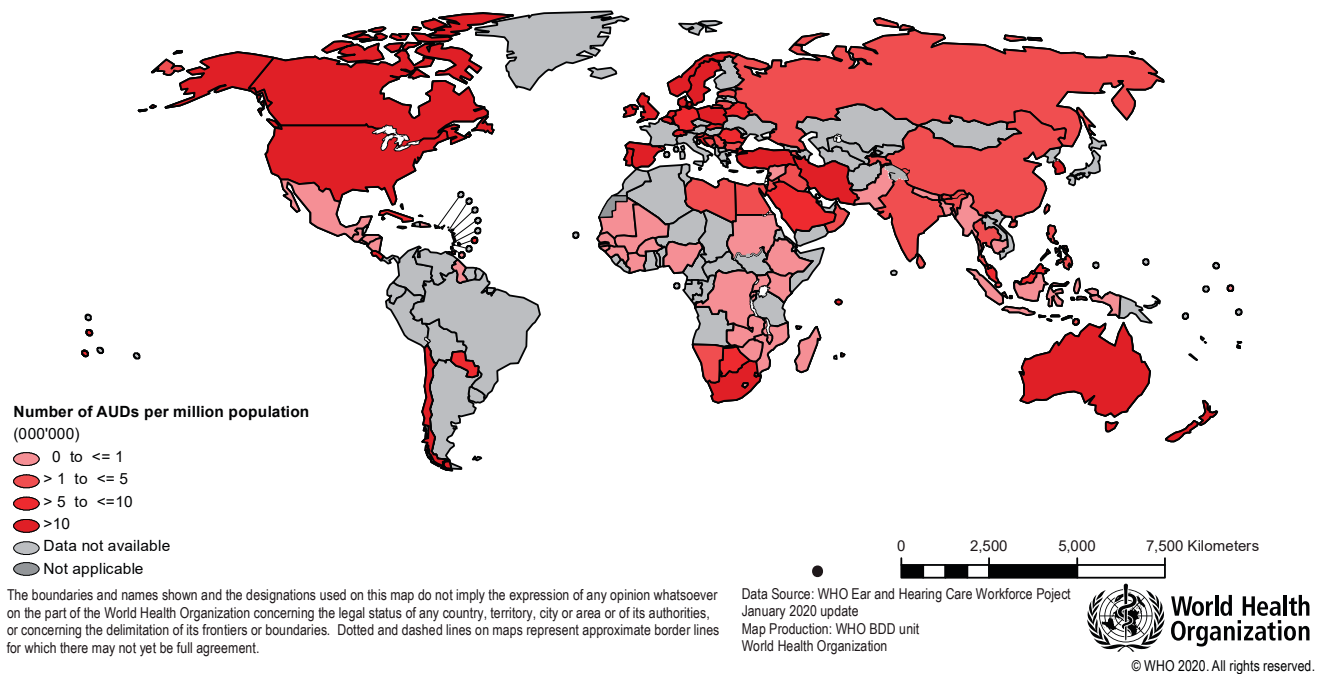 Number of AUDs per million population
(000'000)
0 to <= 1
> 1 to <= 5
> 5 to <=10
>10
Data not available
Not applicable
0 2,500 5,000 7,500 Kilometers
The boundaries and names shown and the designations used on this map do not imply the expression of any opinion whatsoever
on the part of the World Health Organization concerning the legal status of any country, territory, city or area or of its authorities,
or concerning the delimitation of its frontiers or boundaries. Dotted and dashed lines on maps represent approximate border lines
for which there may not yet be full agreement.
Data Source: WHO Ear and Hearing Care Workforce Poject
January 2020 update
Map Production: WHO BDD unit
World Health Organization
World Health
Organization
© WHO 2020. All rights reserved.